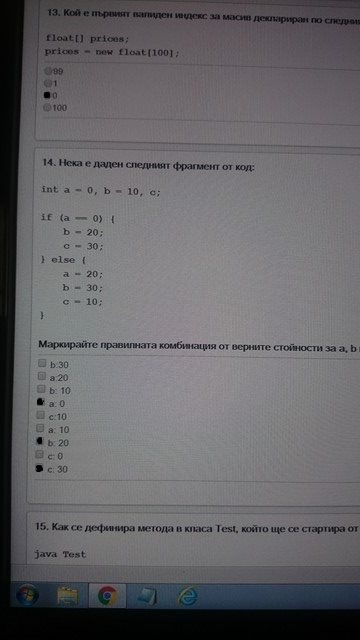 13. Кой е първият валиден индекс за масив деклариран по следния
float[] prices;
prices = new float[100];
99
1
0
100
14. Нека е даден следният фрагмент от код:
int a = 0, b = 10, c;
if (a == 0) {
b = 20;
c = 30;
} else {
a = 20;
b = 30;
c = 10;
}
Маркирайте правилната комбинация от верните стойности за a, b
b:30
a:20
b: 10
a: 0
c:10
a: 10
b: 20
c: 0
c: 30
15. Как се дефинира метода в класа Test, който ще се стартира от
java Test